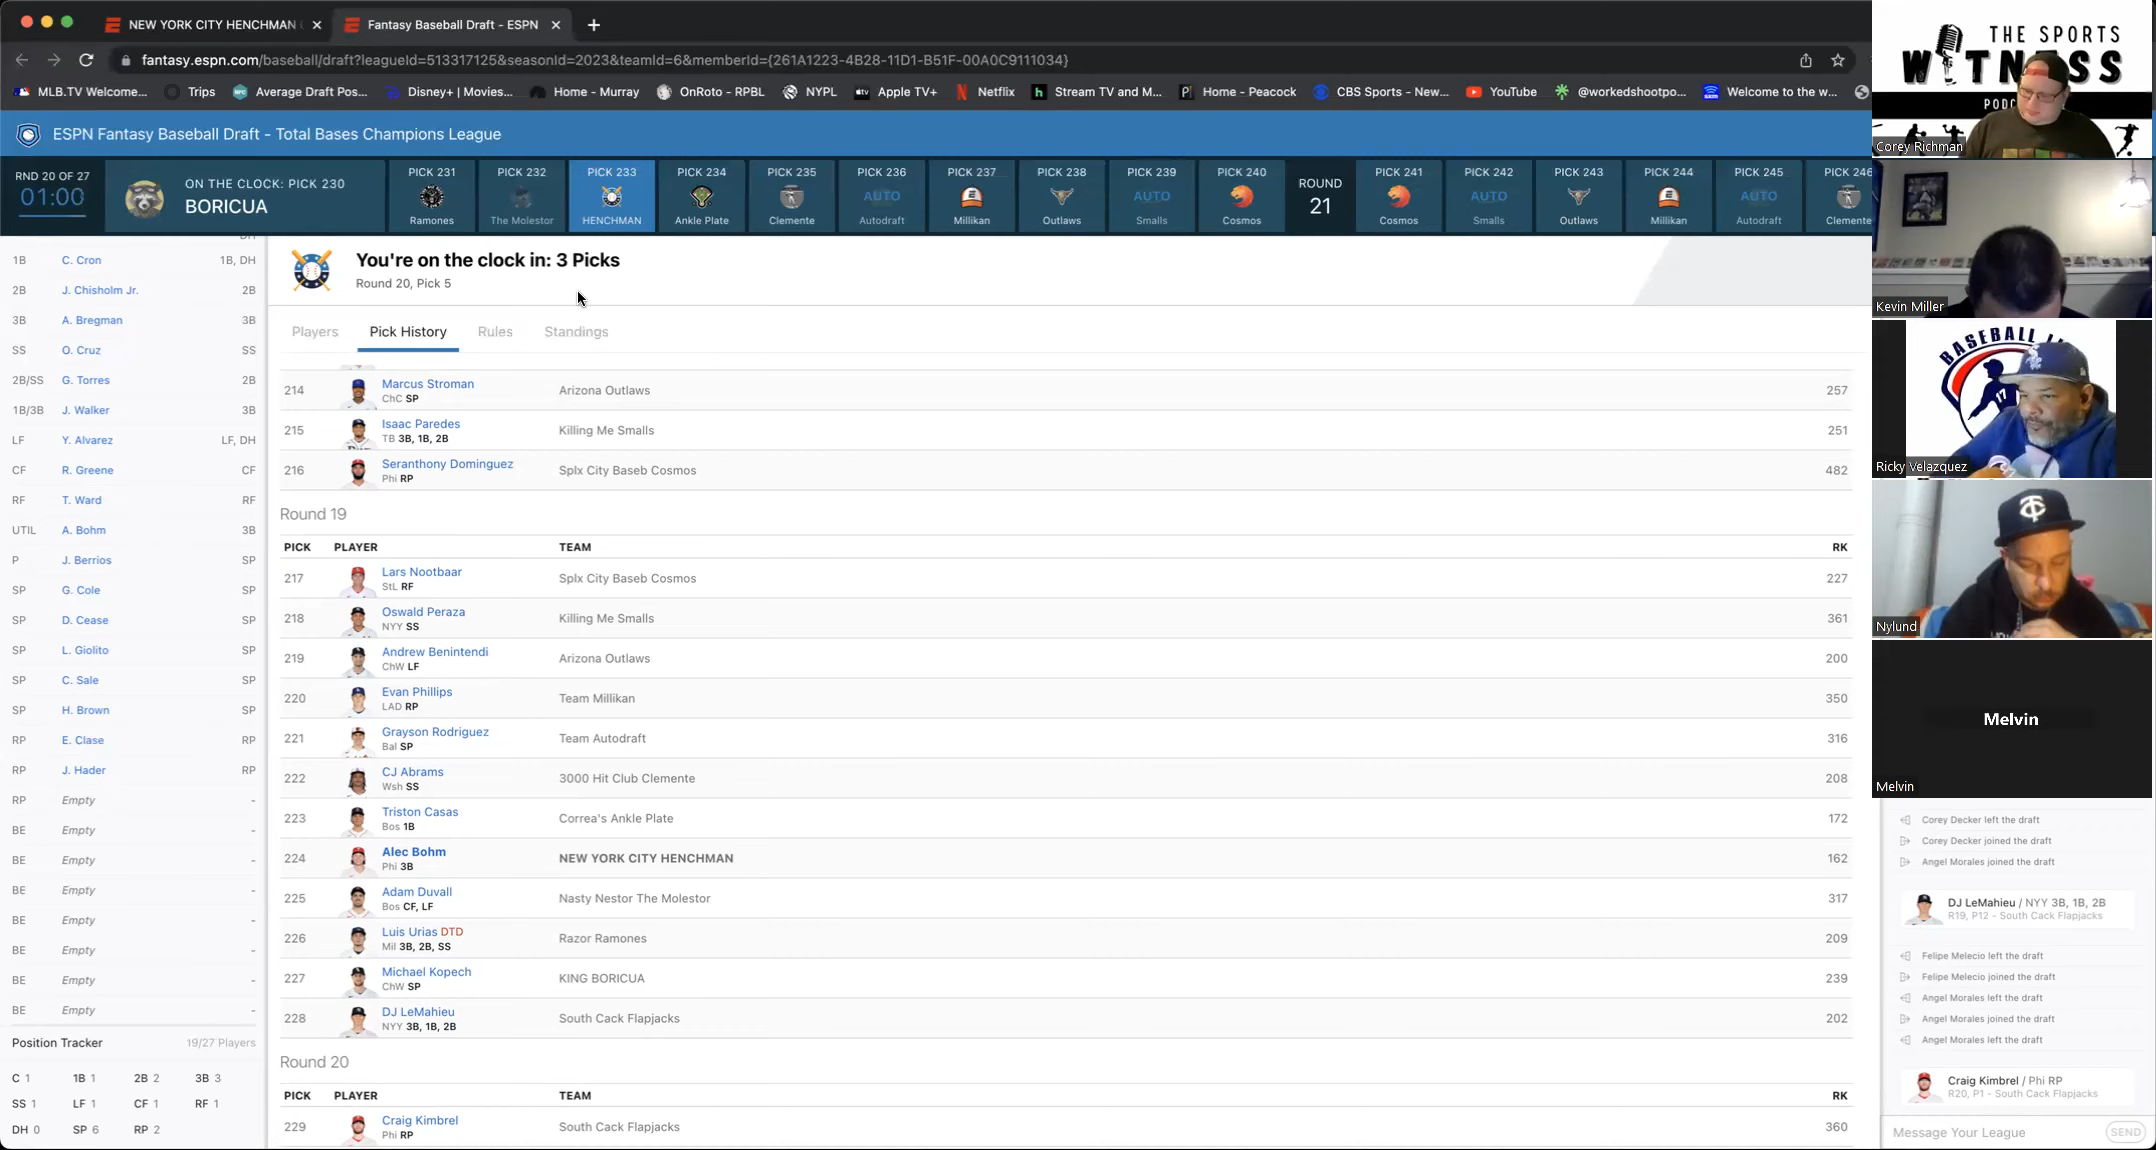 NEW YORK CITY HENCHMAN
Fantasy Baseball Draft - ESPN
fantasy.espn.com/baseball/draft?leagueId=513317125&seasonId=2023&teamId=6&memberId={261A1223-4B28-11D1-B51F-00A0C9111034}
MLB.TV Welcome... Trips Average Draft Pos... Disney+ | Movies... Home - Murray OnRoto - RPBL NYPL Apple TV+ Netflix Stream TV and M... Home - Peacock CBS Sports - New... YouTube @workedshootpo... Welcome to the w...
ESPN Fantasy Baseball Draft - Total Bases Champions League
RND 20 OF 27
01:00
ON THE CLOCK: PICK 230
BORICUA
PICK 231 Ramones
PICK 232 The Molestor
PICK 233 HENCHMAN
PICK 234 Ankle Plate
PICK 235 Clemente
PICK 236 AUTO Autodraft
PICK 237 Millikan
PICK 238 Outlaws
PICK 239 AUTO Smalls
PICK 240 Cosmos
ROUND 21
PICK 241 Cosmos
PICK 242 AUTO Smalls
PICK 243 Outlaws
PICK 244 Millikan
PICK 245 AUTO Autodraft
PICK 246 Clemente
1B C. Cron 1B, DH
2B J. Chisholm Jr. 2B
3B A. Bregman 3B
SS O. Cruz SS
2B/SS G. Torres 2B
1B/3B J. Walker 3B
LF Y. Alvarez LF, DH
CF R. Greene CF
RF T. Ward RF
UTIL A. Bohm 3B
P J. Berrios SP
SP G. Cole SP
SP D. Cease SP
SP L. Giolito SP
SP C. Sale SP
SP H. Brown SP
RP E. Clase RP
RP J. Hader RP
RP Empty -
BE Empty -
BE Empty -
BE Empty -
BE Empty -
BE Empty -
BE Empty -
BE Empty -
Position Tracker 19/27 Players
C 1 1B 1 2B 2 3B 3
SS 1 LF 1 CF 1 RF 1
DH 0 SP 6 RP 2
You're on the clock in: 3 Picks
Round 20, Pick 5
Players Pick History Rules Standings
214 Marcus Stroman Arizona Outlaws 257
ChC SP
215 Isaac Paredes Killing Me Smalls 251
TB 3B, 1B, 2B
216 Seranthony Dominguez Splx City Baseb Cosmos 482
Phi RP
Round 19
PICK PLAYER TEAM RK
217 Lars Nootbaar Splx City Baseb Cosmos 227
StL RF
218 Oswald Peraza Killing Me Smalls 361
NYY SS
219 Andrew Benintendi Arizona Outlaws 200
ChW LF
220 Evan Phillips Team Millikan 350
LAD RP
221 Grayson Rodriguez Team Autodraft 316
Bal SP
222 CJ Abrams 3000 Hit Club Clemente 208
Wsh SS
223 Triston Casas Correa's Ankle Plate 172
Bos 1B
224 Alec Bohm NEW YORK CITY HENCHMAN 162
Phi 3B
225 Adam Duvall Nasty Nestor The Molestor 317
Bos CF, LF
226 Luis Urias DTD Razor Ramones 209
Mil 3B, 2B, SS
227 Michael Kopech KING BORICUA 239
ChW SP
228 DJ LeMahieu South Cack Flapjacks 202
NYY 3B, 1B, 2B
Round 20
PICK PLAYER TEAM RK
229 Craig Kimbrel South Cack Flapjacks 360
Phi RP
THE SPORTS
WITNESS
Corey Richman
Kevin Miller
BASEBALL
17
Ricky Velazquez
TC
Nylund
Melvin
Melvin
Corey Decker left the draft
Corey Decker joined the draft
Angel Morales joined the draft
DJ LeMahieu / NYY 3B, 1B, 2B
R19, P12 - South Cack Flapjacks
Felipe Melecio left the draft
Felipe Melecio joined the draft
Angel Morales left the draft
Angel Morales joined the draft
Angel Morales left the draft
Craig Kimbrel / Phi RP
R20, P1 - South Cack Flapjacks
Message Your League SEND